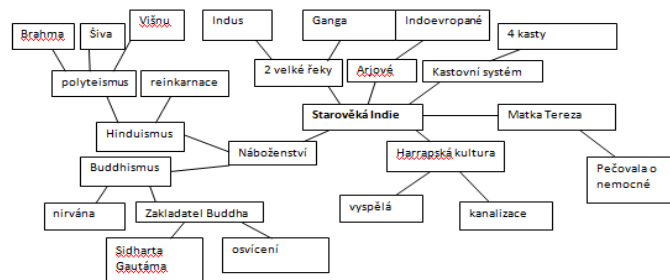 Višnu
Indus
Ganga
Indoevropané
Brahma
Šiva
4 kasty
polyteismus
reinkarnace
2 velké řeky
Arjové
Kastovní systém
Starověká Indie
Matka Tereza
Hinduismus
Náboženství
Harrapská kultura
Buddhismus
Pečovala o
nemocné
nirvána
Zakladatel Buddha
vyspělá
kanalizace
Sidharta
Gautáma
osvícení